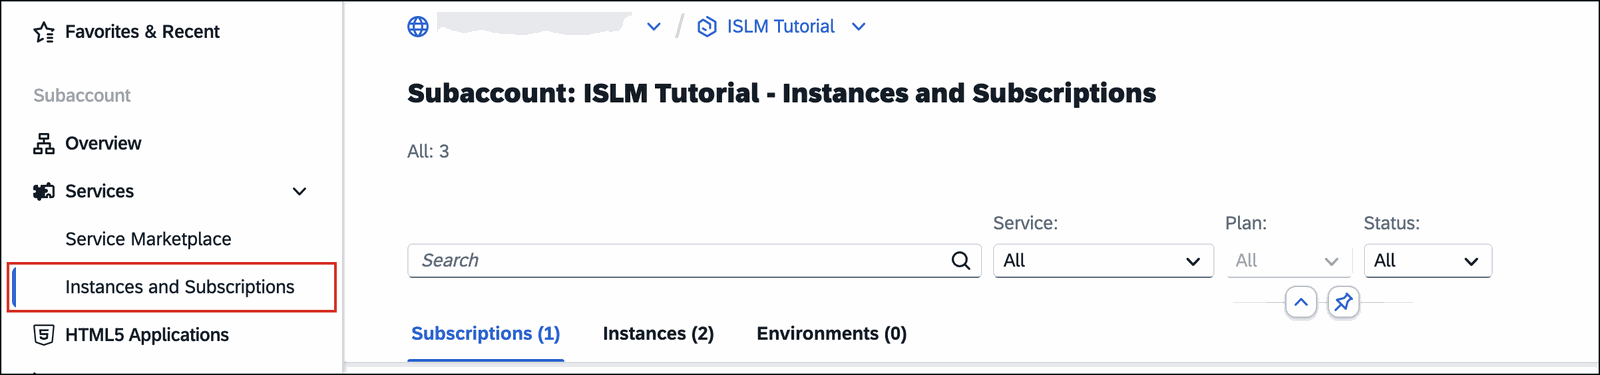 Favorites & Recent
Subaccount
Overview
Services
Service Marketplace
Instances and Subscriptions
HTML5 Applications
/ ISLM Tutorial
Subaccount: ISLM Tutorial - Instances and Subscriptions
All: 3
Service: Plan: Status:
Search All All All
Subscriptions (1) Instances (2) Environments (0)